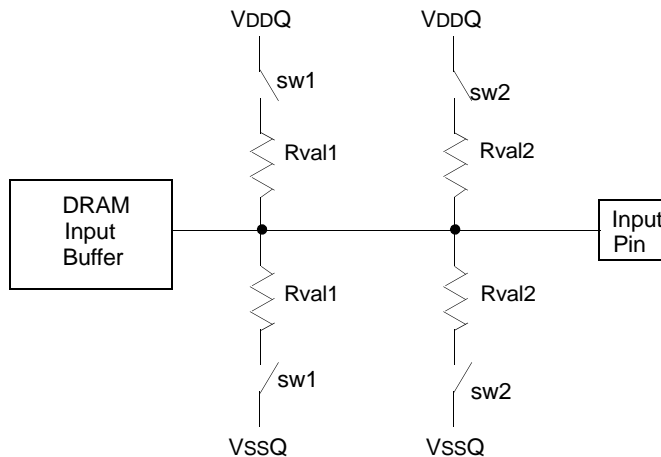 VDDQ
VDDQ
sw1
sw2
Rval1
Rval2
DRAM
Input
Buffer
Input
Pin
Rval1
Rval2
sw1
sw2
VSSQ
VSSQ